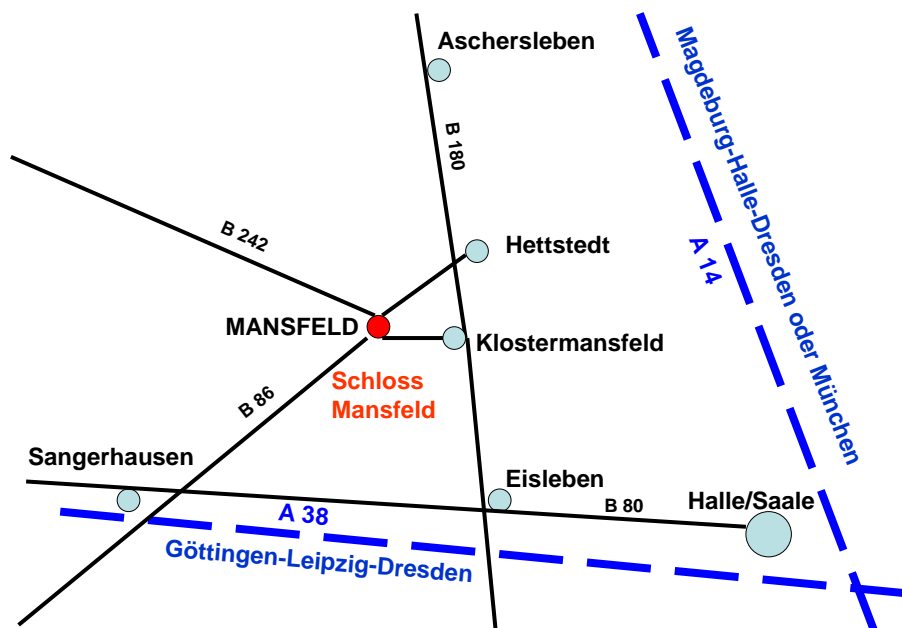 Aschersleben
Magdeburg-Halle-Dresden oder München
B 180
B 242
Hettstedt
A 14
MANSFELD
Klostermansfeld
Schloss
Mansfeld
B 86
Sangerhausen
Eisleben
Halle/Saale
B 80
A 38
Göttingen-Leipzig-Dresden